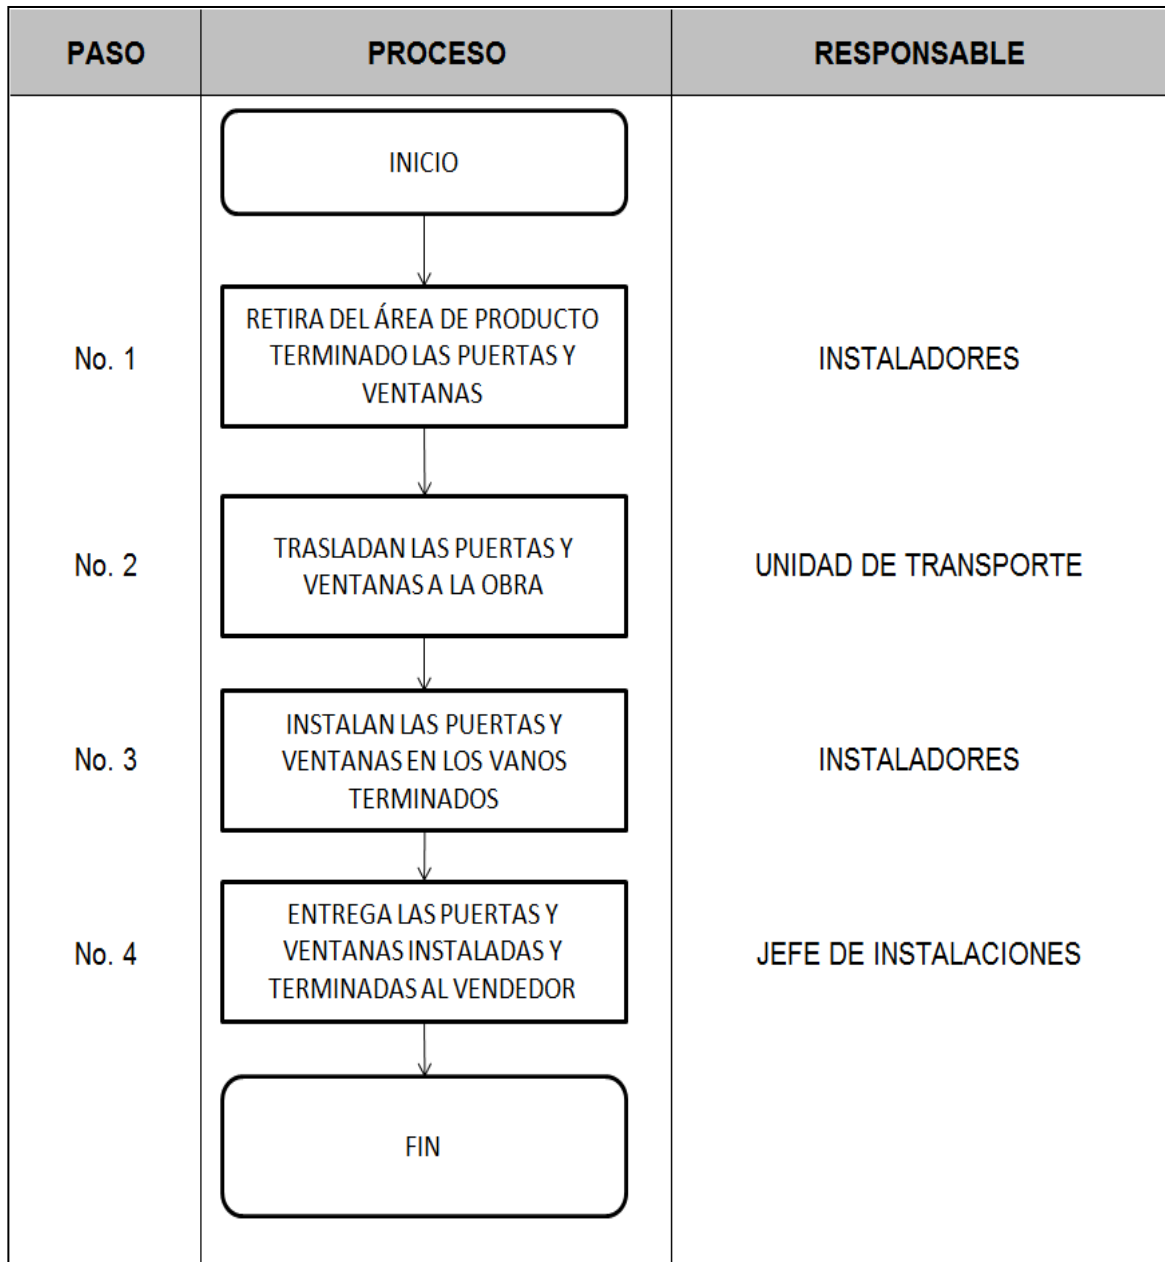 PASO PROCESO RESPONSABLE
INICIO
No. 1
RETIRA DEL ÁREA DE PRODUCTO
TERMINADO LAS PUERTAS Y
VENTANAS
INSTALADORES
No. 2
TRASLADAN LAS PUERTAS Y
VENTANAS A LA OBRA
UNIDAD DE TRANSPORTE
No. 3
INSTALAN LAS PUERTAS Y
VENTANAS EN LOS VANOS
TERMINADOS
INSTALADORES
No. 4
ENTREGA LAS PUERTAS Y
VENTANAS INSTALADAS Y
TERMINADAS AL VENDEDOR
JEFE DE INSTALACIONES
FIN